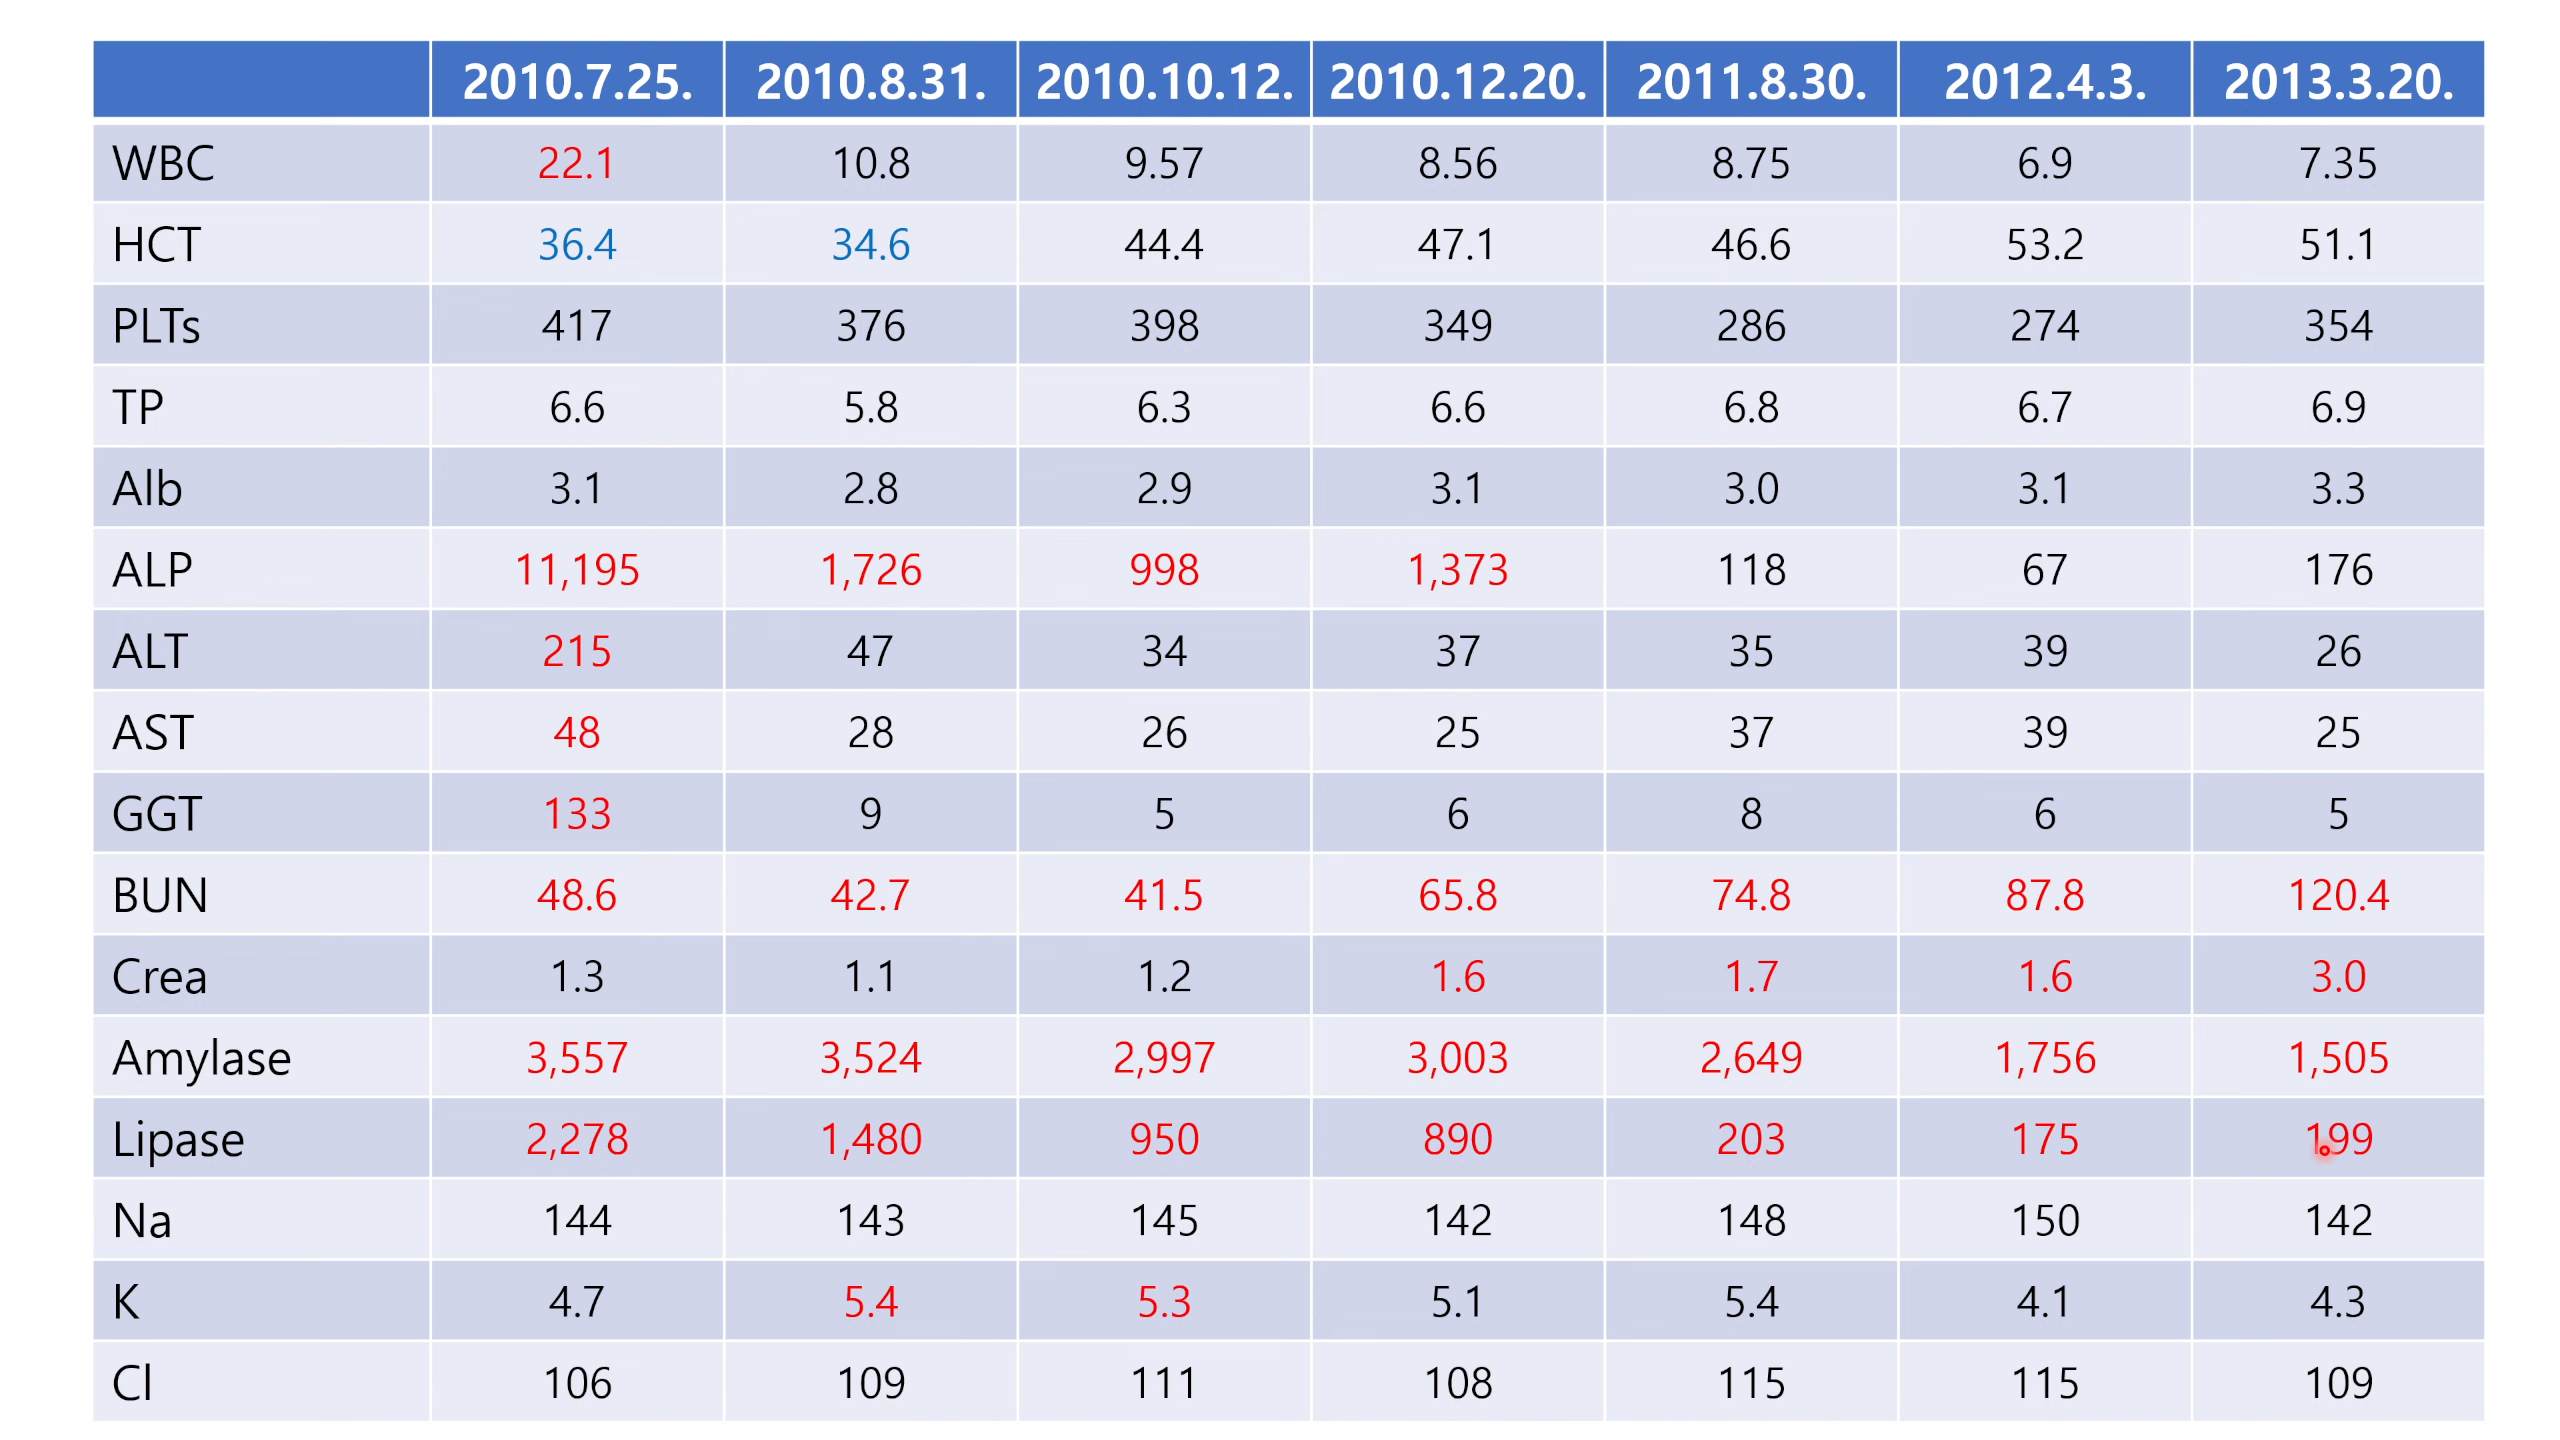 2010.7.25. 2010.8.31. 2010.10.12. 2010.12.20. 2011.8.30. 2012.4.3. 2013.3.20.
WBC 22.1 10.8 9.57 8.56 8.75 6.9 7.35
HCT 36.4 34.6 44.4 47.1 46.6 53.2 51.1
PLTs 417 376 398 349 286 274 354
TP 6.6 5.8 6.3 6.6 6.8 6.7 6.9
Alb 3.1 2.8 2.9 3.1 3.0 3.1 3.3
ALP 11,195 1,726 998 1,373 118 67 176
ALT 215 47 34 37 35 39 26
AST 48 28 26 25 37 39 25
GGT 133 9 5 6 8 6 5
BUN 48.6 42.7 41.5 65.8 74.8 87.8 120.4
Crea 1.3 1.1 1.2 1.6 1.7 1.6 3.0
Amylase 3,557 3,524 2,997 3,003 2,649 1,756 1,505
Lipase 2,278 1,480 950 890 203 175 199
Na 144 143 145 142 148 150 142
K 4.7 5.4 5.3 5.1 5.4 4.1 4.3
Cl 106 109 111 108 115 115 109